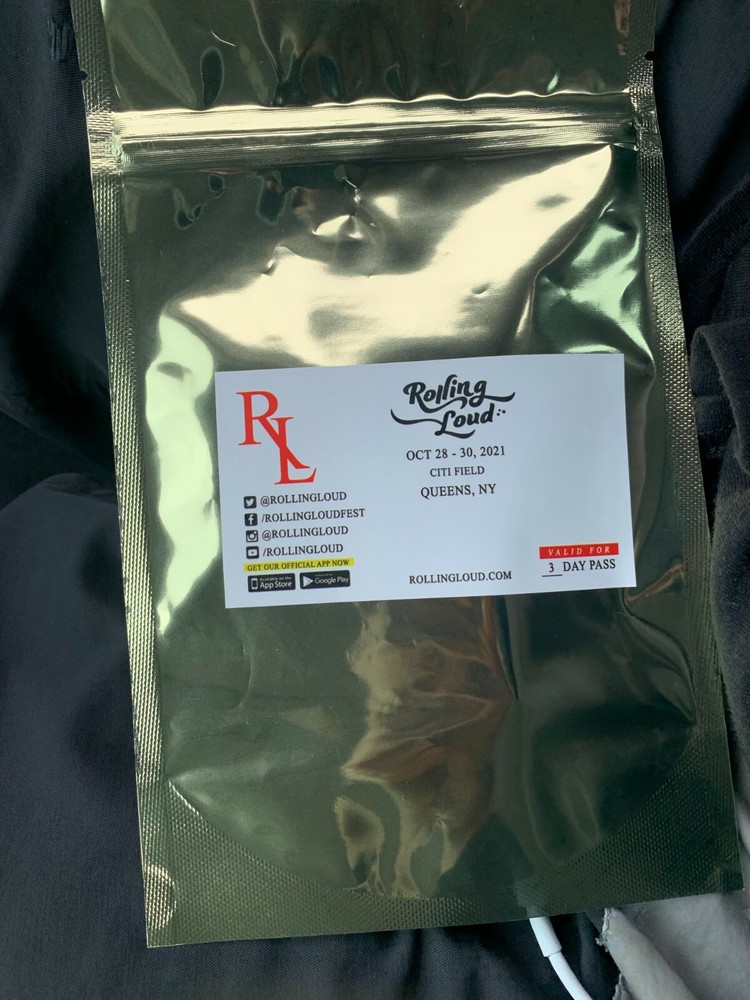 RL
@ROLLINGLOUD
/ROLLINGLOUDFEST
@ROLLINGLOUD
/ROLLINGLOUD
GET OUR OFFICIAL APP NOW
App Store
Google Play
Rolling
Loud
OCT 28 - 30, 2021
CITI FIELD
QUEENS, NY
ROLLINGLOUD.COM
VALID FOR
3 DAY PASS